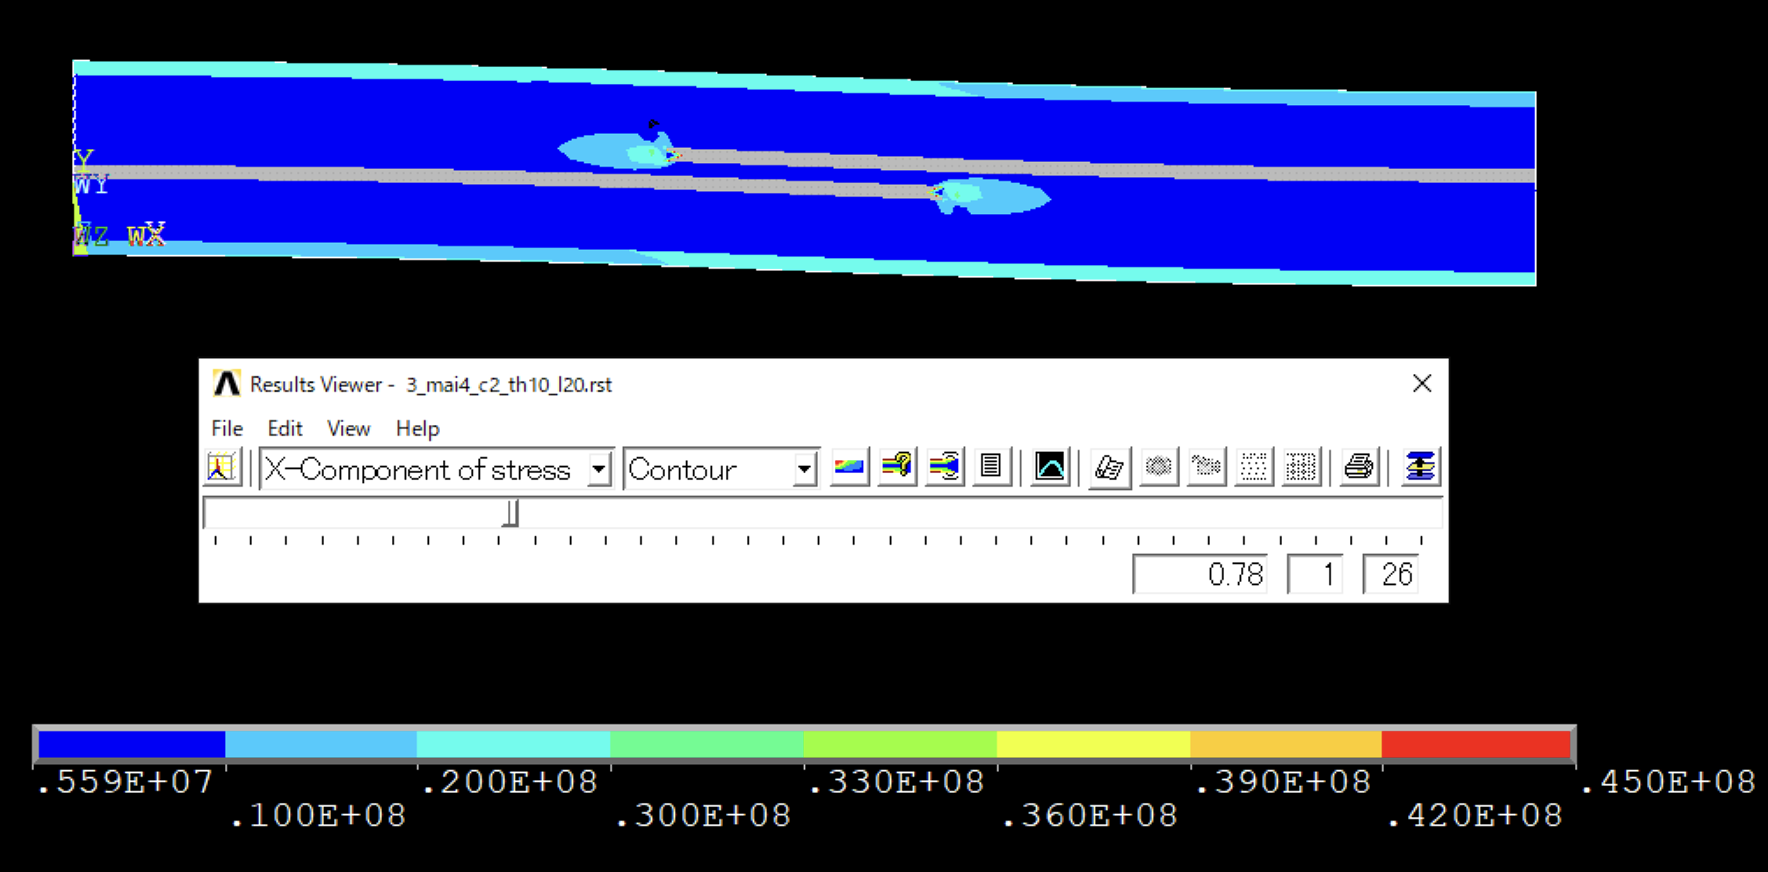 Y
WY
WZ WX
Results Viewer - 3_mai4_c2_th10_l20.rst
File Edit View Help
X-Component of stress Contour
0.78 1 26
.559E+07 .200E+08 .330E+08 .390E+08 .450E+08
.100E+08 .300E+08 .360E+08 .420E+08